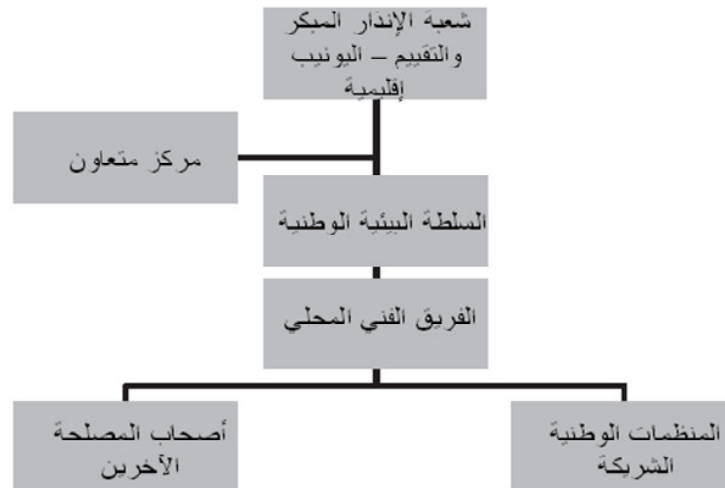 شعبة الإنذار المبكر
والتقييم – اليونيب
إقليمية
مركز متعاون
السلطة البيئية الوطنية
الفريق الفني المحلي
المنظمات الوطنية
الشريكة
أصحاب المصلحة
الآخرين